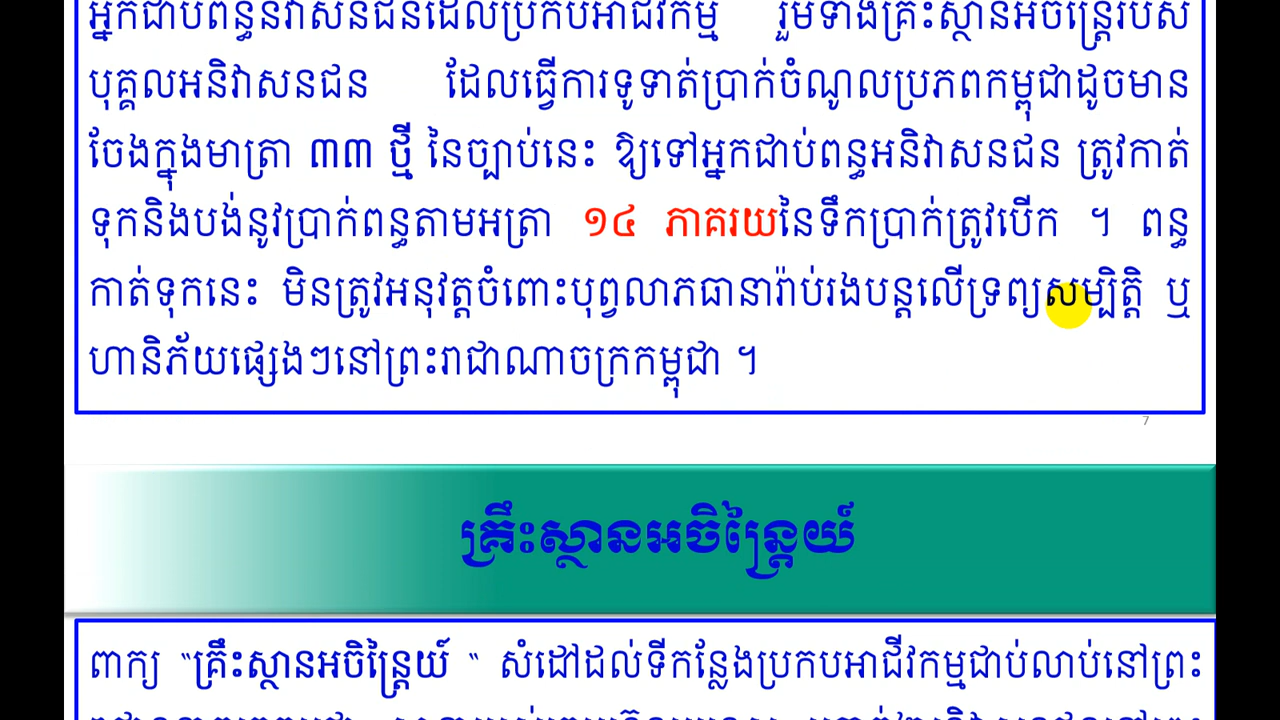 អ្នកជាប់ពន្ធនិវាសនជនដែលប្រកបអាជីវកម្ម រួមទាំងគ្រឹះស្ថានអចិន្ត្រៃរបស់
បុគ្គលអនិវាសនជន ដែលធ្វើការទូទាត់ប្រាក់ចំណូលប្រភពកម្ពុជាដូចមាន
ចែងក្នុងមាត្រា ៣៣ ថ្មី នៃច្បាប់នេះ ឱ្យទៅអ្នកជាប់ពន្ធអនិវាសនជន ត្រូវកាត់
ទុកនិងបង់នូវប្រាក់ពន្ធតាមអត្រា ១៤ ភាគរយនៃទឹកប្រាក់ត្រូវបើក ។ ពន្ធ
កាត់ទុកនេះ មិនត្រូវអនុវត្តចំពោះបុព្វលាភធានារ៉ាប់រងបន្តលើទ្រព្យសម្បិត្តិ ឬ
ហានិភ័យផ្សេងៗនៅព្រះរាជាណាចក្រកម្ពុជា ។
7
គ្រឹះស្ថានអចិន្ត្រៃយ៍
ពាក្យ “គ្រឹះស្ថានអចិន្ត្រៃយ៍ “ សំដៅដល់ទីកន្លែងប្រកបអាជីវកម្មជាប់លាប់នៅព្រះ